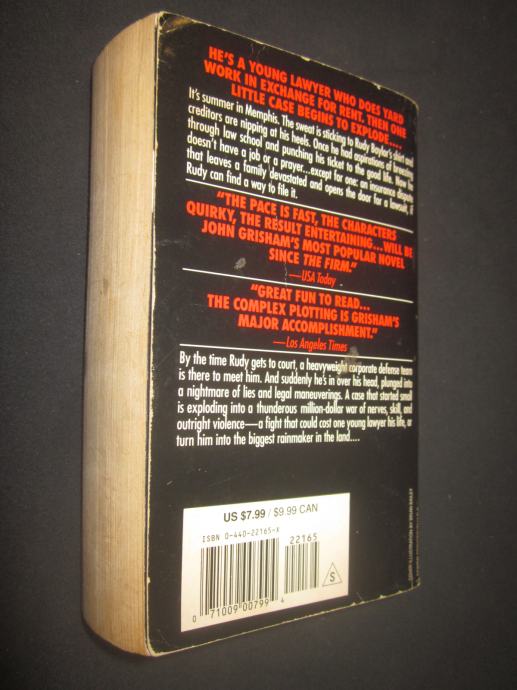 HE'S A YOUNG LAWYER WHO DOES YARD
WORK IN EXCHANGE FOR RENT. THEN ONE
LITTLE CASE BEGINS TO EXPLODE....
It's summer in Memphis. The sweat is sticking to Rudy Baylor's shirt and
creditors are nipping at his heels. Once he had aspirations of breezing
through law school and punching his ticket to the good life. Now he
doesn't have a job or a prayer...except for one: an insurance dispute
that leaves a family devastated and opens the door for a lawsuit, if
Rudy can find a way to file it.
"THE PACE IS FAST, THE CHARACTERS
QUIRKY, THE RESULT ENTERTAINING...WILL BE
JOHN GRISHAM'S MOST POPULAR NOVEL
SINCE THE FIRM."
—USA Today
"GREAT FUN TO READ...
THE COMPLEX PLOTTING IS GRISHAM'S
MAJOR ACCOMPLISHMENT."
—Los Angeles Times
By the time Rudy gets to court, a heavyweight corporate defense team
is there to meet him. And suddenly he's in over his head, plunged into
a nightmare of lies and legal maneuverings. A case that started small
is exploding into a thunderous million-dollar war of nerves, skill, and
outright violence—a fight that could cost one young lawyer his life, or
turn him into the biggest rainmaker in the land....
US $7.99 / $9.99 CAN
ISBN 0-440-22165-X
22165
S
0 71009 00799 4